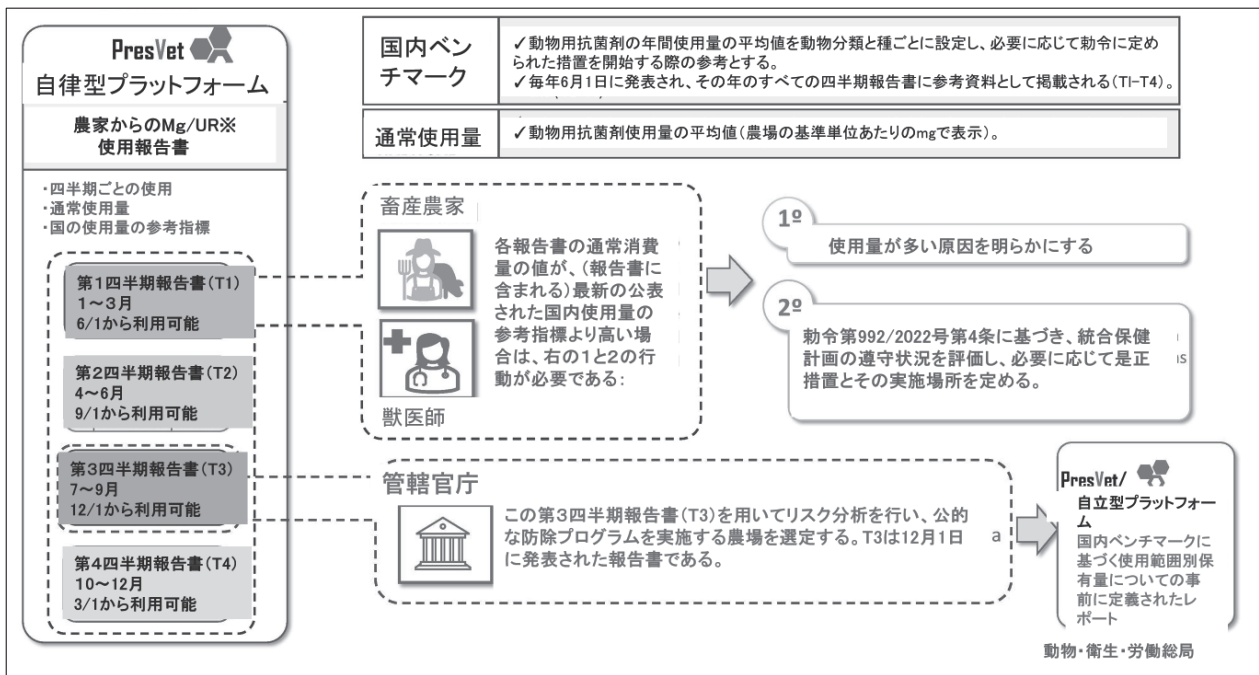 PresVet
自律型プラットフォーム
農家からのMg/UR※
使用報告書
・四半期ごとの使用
・通常使用量
・国の使用量の参考指標
第1四半期報告書(T1)
1～3月
6/1から利用可能
第2四半期報告書(T2)
4～6月
9/1から利用可能
第3四半期報告書(T3)
7～9月
12/1から利用可能
第4四半期報告書(T4)
10～12月
3/1から利用可能
国内ベン
チマーク
✓動物用抗菌剤の年間使用量の平均値を動物分類と種ごとに設定し、必要に応じて勅令に定め
られた措置を開始する際の参考とする。
✓毎年6月1日に発表され、その年のすべての四半期報告書に参考資料として掲載される(TI-T4)。
通常使用量
✓動物用抗菌剤使用量の平均値(農場の基準単位あたりのmgで表示)。
畜産農家
獣医師
各報告書の通常消費
量の値が、(報告書に
含まれる)最新の公表
された国内使用量の
参考指標より高い場
合は、右の1と2の行
動が必要である:
1º
使用量が多い原因を明らかにする
2º
勅令第992/2022号第4条に基づき、統合保健
計画の遵守状況を評価し、必要に応じて是正
措置とその実施場所を定める。
管轄官庁
この第3四半期報告書(T3)を用いてリスク分析を行い、公的
な防除プログラムを実施する農場を選定する。T3は12月1日
に発表された報告書である。
a
PresVet/
自立型プラットフォー
ム
国内ベンチマークに
基づく使用範囲別保
有量についての事
前に定義されたレ
ポート
動物・衛生・労働総局